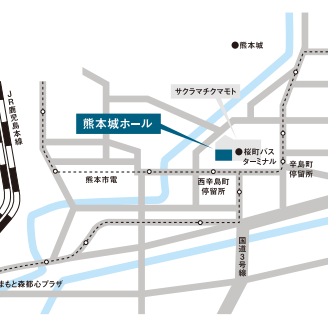 ●熊本城
サクラマチクマモト
JR鹿児島本線
熊本城ホール
●桜町バス
ターミナル
辛島町
停留所
熊本市電
西辛島町
停留所
国道3号線
まもと森都心プラザ